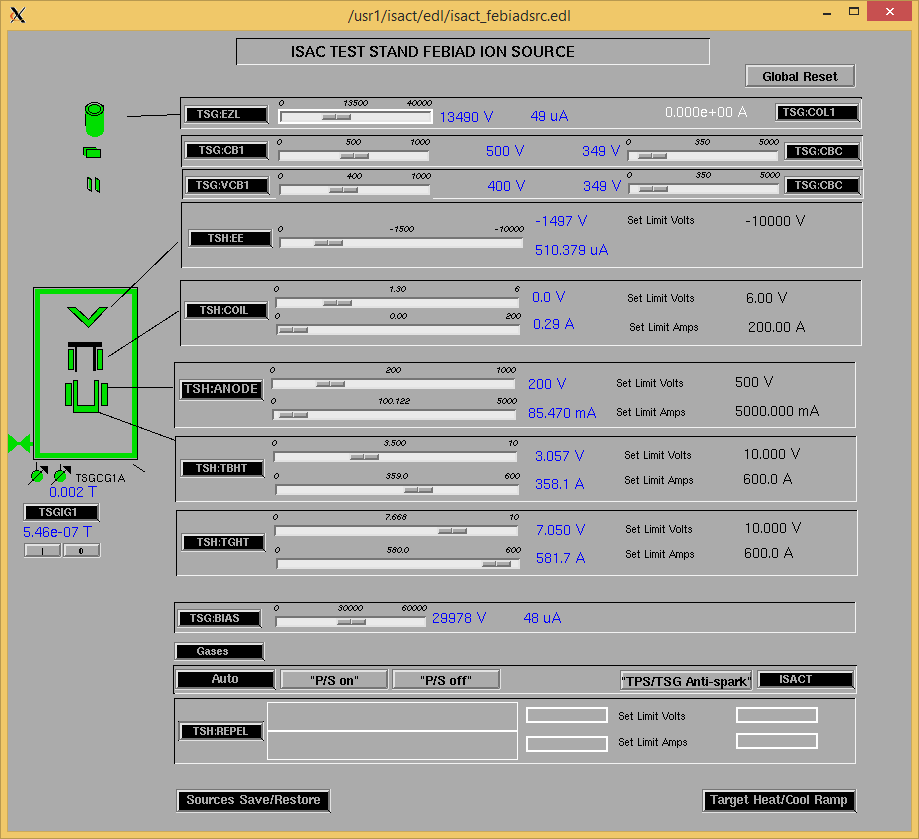 /usr1/isact/edl/isact_febiadsrc.edl
ISAC TEST STAND FEBIAD ION SOURCE
Global Reset
TSG:EZL 0 13500 40000 13490 V 49 uA 0.000e+00 A TSG:COL1
TSG:CB1 0 500 1000 500 V 349 V 0 350 5000 TSG:CBC
TSG:VCB1 0 400 1000 400 V 349 V 0 350 5000 TSG:CBC
TSH:EE 0 -1500 -10000 -1497 V Set Limit Volts -10000 V
510.379 uA
TSH:COIL 0 1.30 6 0.0 V Set Limit Volts 6.00 V
0 0.00 200 0.29 A Set Limit Amps 200.00 A
TSH:ANODE 0 200 1000 200 V Set Limit Volts 500 V
0 100.122 5000 85.470 mA Set Limit Amps 5000.000 mA
TSH:TBHT 0 3.500 10 3.057 V Set Limit Volts 10.000 V
0 359.0 600 358.1 A Set Limit Amps 600.0 A
TSGCG1A
0.002 T
TSGIG1
5.46e-07 T
I 0
TSH:TGHT 0 7.668 10 7.050 V Set Limit Volts 10.000 V
0 580.0 600 581.7 A Set Limit Amps 600.0 A
TSG:BIAS 0 30000 60000 29978 V 48 uA
Gases
Auto "P/S on" "P/S off" "TPS/TSG Anti-spark" ISACT
TSH:REPEL Set Limit Volts
Set Limit Amps
Sources Save/Restore Target Heat/Cool Ramp